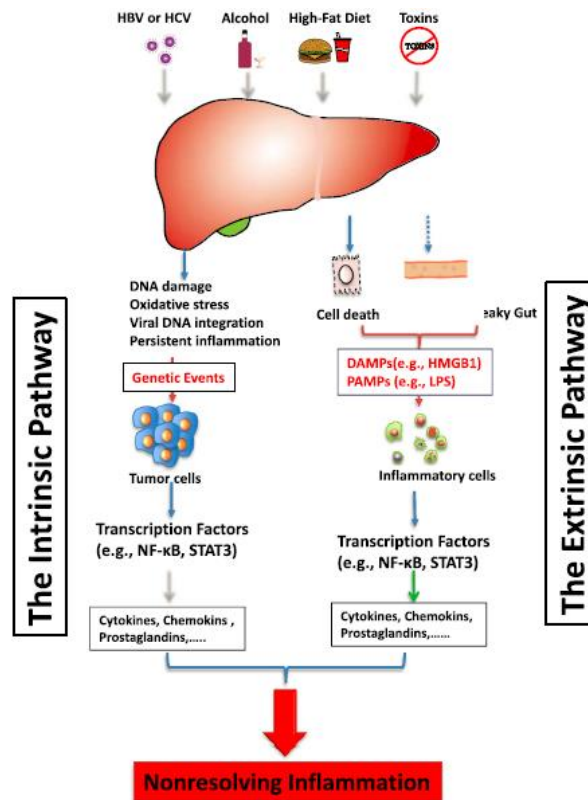 HBV or HCV
Alcohol
High-Fat Diet
Toxins
TOXINS
DNA damage
Oxidative stress
Viral DNA integration
Persistent inflammation
Cell death
eaky Gut
The Intrinsic Pathway
Genetic Events
DAMPs(e.g., HMGB1)
PAMPs (e.g., LPS)
The Extrinsic Pathway
Tumor cells
Inflammatory cells
Transcription Factors
(e.g., NF-κB, STAT3)
Transcription Factors
(e.g., NF-κB, STAT3)
Cytokines, Chemokins ,
Prostaglandins,.....
Cytokines, Chemokins,
Prostaglandins,......
Nonresolving Inflammation